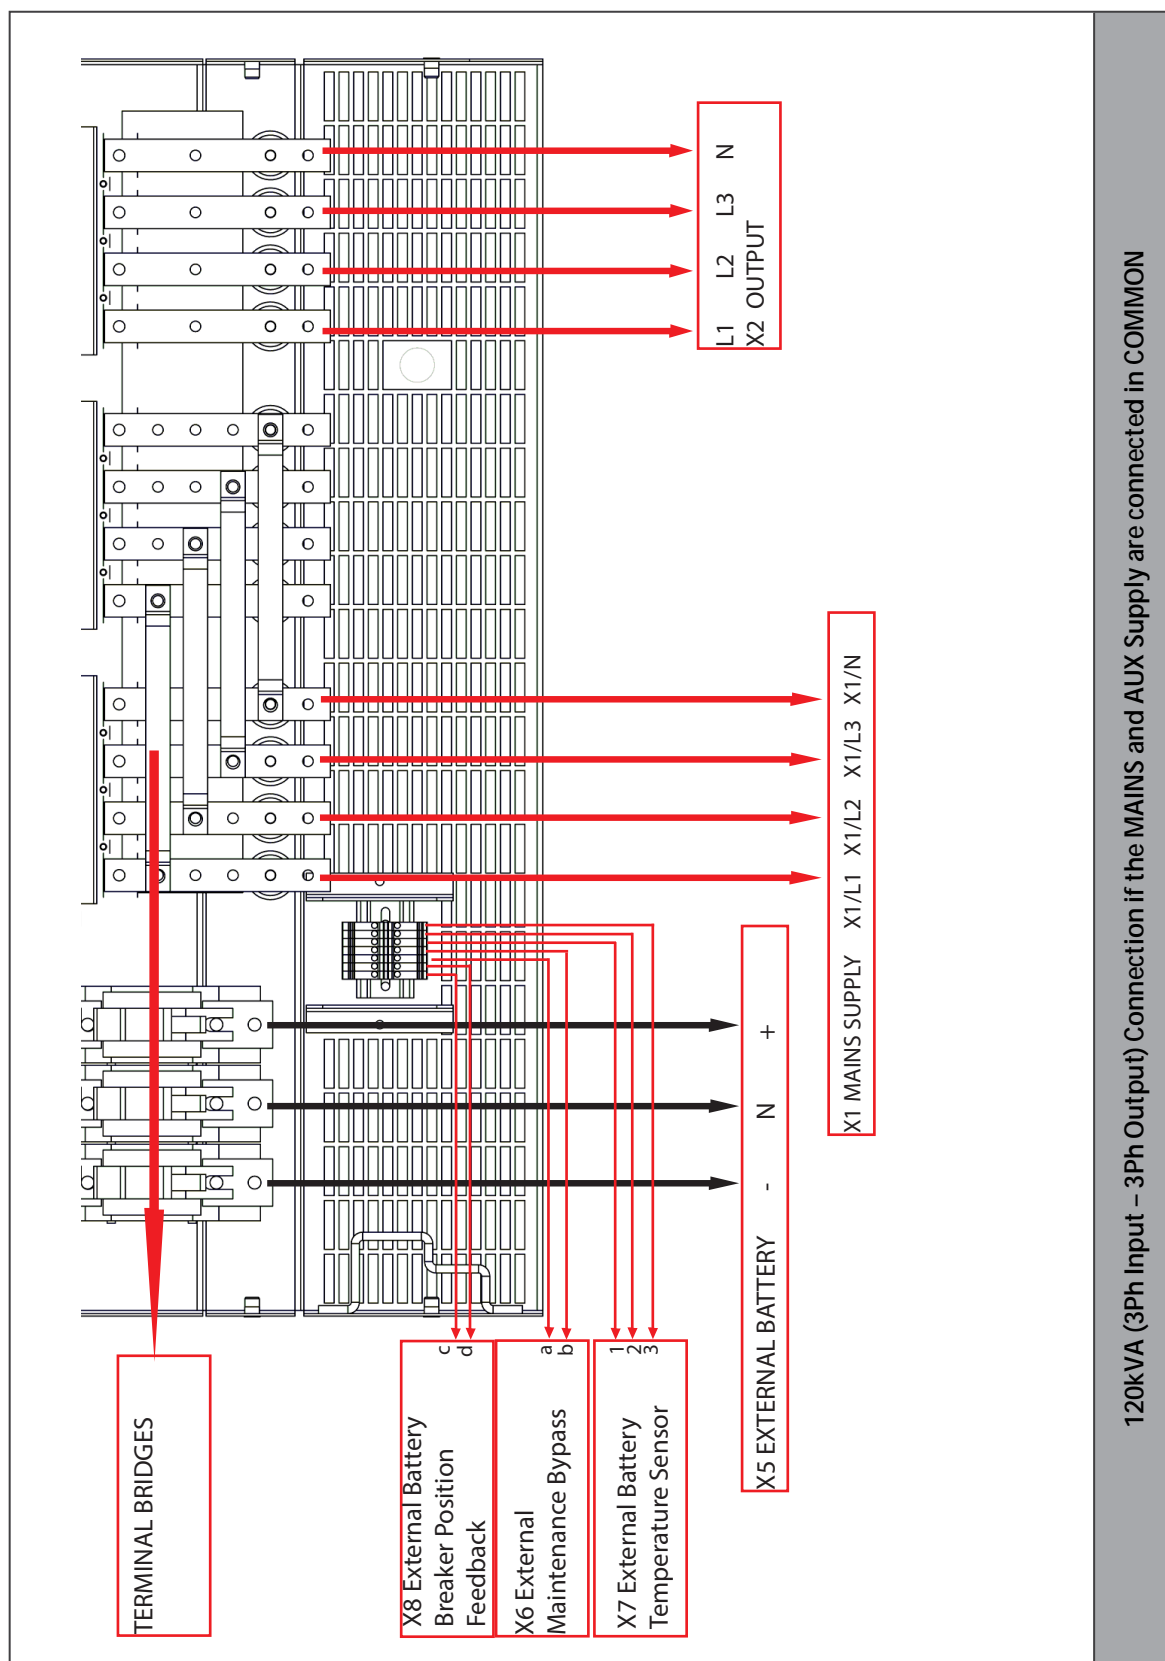 TERMINAL BRIDGES
X8 External Battery
Breaker Position
Feedback
c
d
X6 External
Maintenance Bypass
a
b
X7 External Battery
Temperature Sensor
1
2
3
X5 EXTERNAL BATTERY - N +
X1 MAINS SUPPLY X1/L1 X1/L2 X1/L3 X1/N
L1 L2 L3 N
X2 OUTPUT
120kVA (3Ph Input – 3Ph Output) Connection if the MAINS and AUX Supply are connected in COMMON